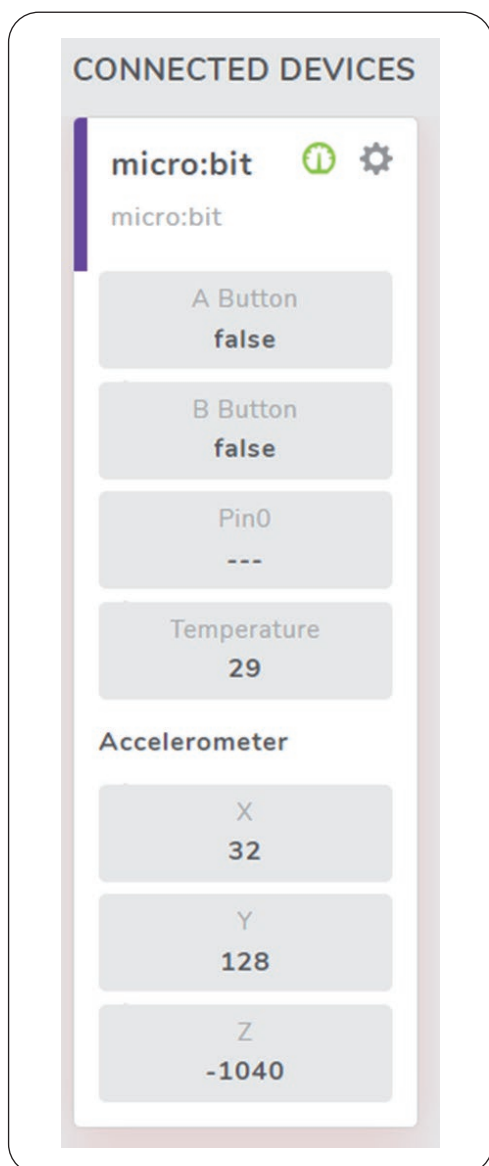 CONNECTED DEVICES
micro:bit
micro:bit
A Button
false
B Button
false
Pin0
---
Temperature
29
Accelerometer
X
32
Y
128
Z
-1040